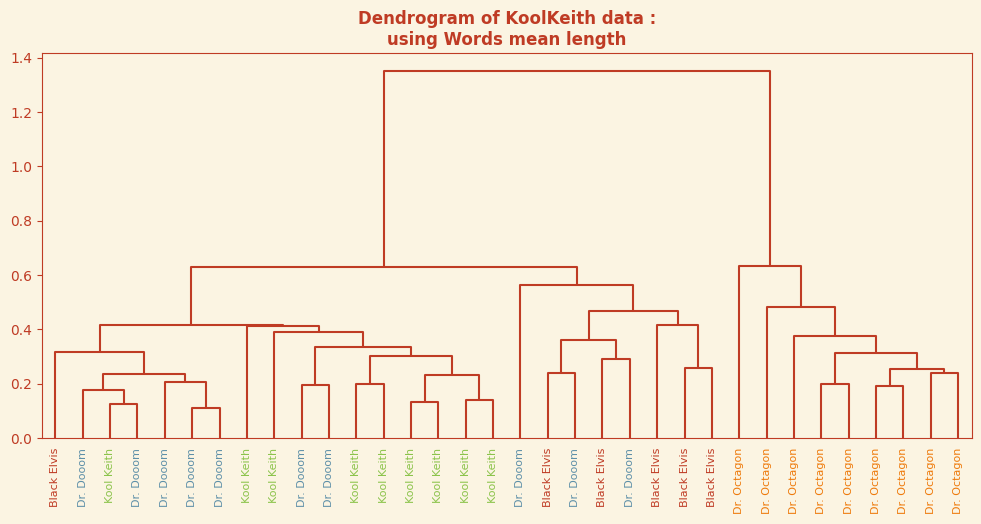 Dendrogram of KoolKeith data :
using Words mean length
1.4
1.2
1.0
0.8
0.6
0.4
0.2
0.0
Black Elvis
Dr. Dooom
Kool Keith
Dr. Dooom
Dr. Dooom
Dr. Dooom
Dr. Dooom
Kool Keith
Kool Keith
Dr. Dooom
Dr. Dooom
Kool Keith
Kool Keith
Kool Keith
Kool Keith
Kool Keith
Kool Keith
Dr. Dooom
Black Elvis
Dr. Dooom
Black Elvis
Dr. Dooom
Black Elvis
Black Elvis
Black Elvis
Dr. Octagon
Dr. Octagon
Dr. Octagon
Dr. Octagon
Dr. Octagon
Dr. Octagon
Dr. Octagon
Dr. Octagon
Dr. Octagon